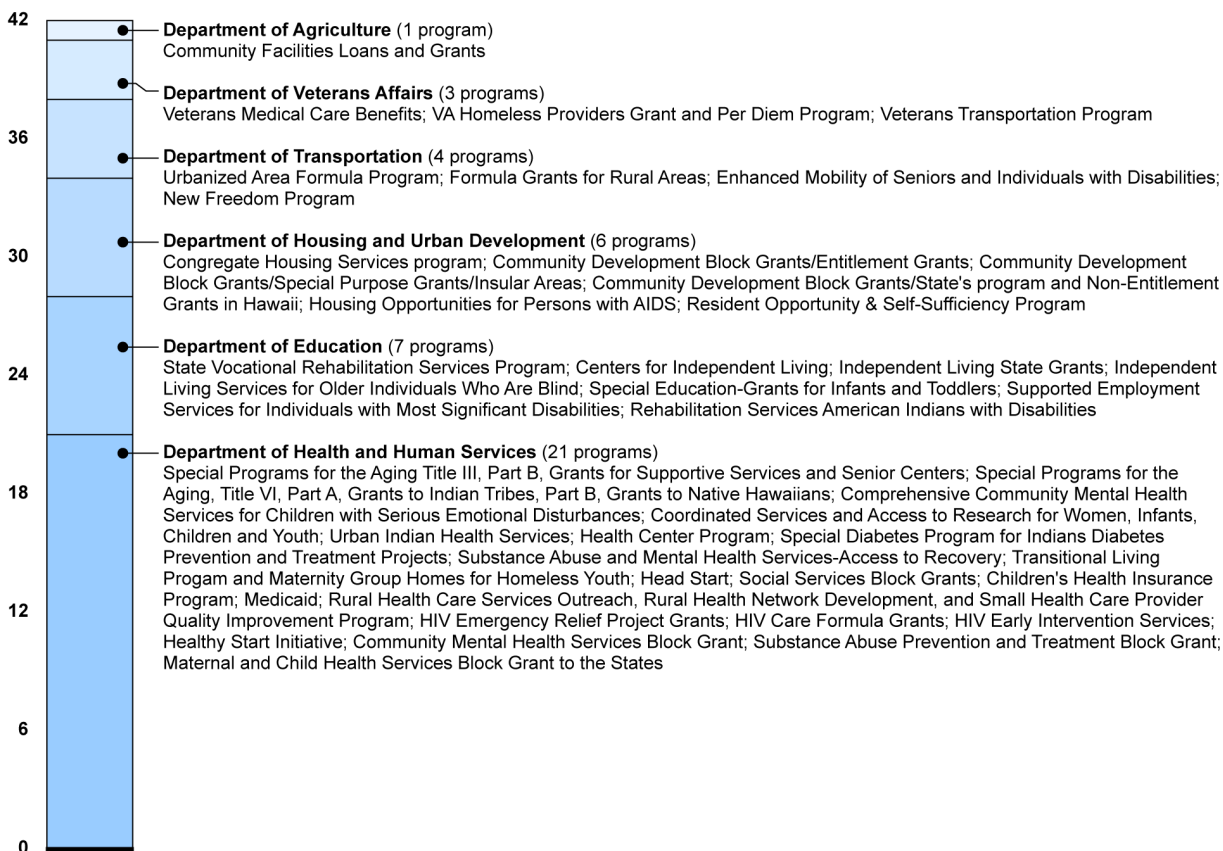 42
Department of Agriculture (1 program)
Community Facilities Loans and Grants
Department of Veterans Affairs (3 programs)
Veterans Medical Care Benefits; VA Homeless Providers Grant and Per Diem Program; Veterans Transportation Program
36
Department of Transportation (4 programs)
Urbanized Area Formula Program; Formula Grants for Rural Areas; Enhanced Mobility of Seniors and Individuals with Disabilities;
New Freedom Program
Department of Housing and Urban Development (6 programs)
30
Congregate Housing Services program; Community Development Block Grants/Entitlement Grants; Community Development
Block Grants/Special Purpose Grants/Insular Areas; Community Development Block Grants/State's program and Non-Entitlement
Grants in Hawaii; Housing Opportunities for Persons with AIDS; Resident Opportunity & Self-Sufficiency Program
Department of Education (7 programs)
24
State Vocational Rehabilitation Services Program; Centers for Independent Living; Independent Living State Grants; Independent
Living Services for Older Individuals Who Are Blind; Special Education-Grants for Infants and Toddlers; Supported Employment
Services for Individuals with Most Significant Disabilities; Rehabilitation Services American Indians with Disabilities
Department of Health and Human Services (21 programs)
Special Programs for the Aging Title III, Part B, Grants for Supportive Services and Senior Centers; Special Programs for the
18
Aging, Title VI, Part A, Grants to Indian Tribes, Part B, Grants to Native Hawaiians; Comprehensive Community Mental Health
Services for Children with Serious Emotional Disturbances; Coordinated Services and Access to Research for Women, Infants,
Children and Youth; Urban Indian Health Services; Health Center Program; Special Diabetes Program for Indians Diabetes
Prevention and Treatment Projects; Substance Abuse and Mental Health Services-Access to Recovery; Transitional Living
Progam and Maternity Group Homes for Homeless Youth; Head Start; Social Services Block Grants; Children's Health Insurance
Program; Medicaid; Rural Health Care Services Outreach, Rural Health Network Development, and Small Health Care Provider
12
Quality Improvement Program; HIV Emergency Relief Project Grants; HIV Care Formula Grants; HIV Early Intervention Services;
Healthy Start Initiative; Community Mental Health Services Block Grant; Substance Abuse Prevention and Treatment Block Grant;
Maternal and Child Health Services Block Grant to the States
6
0